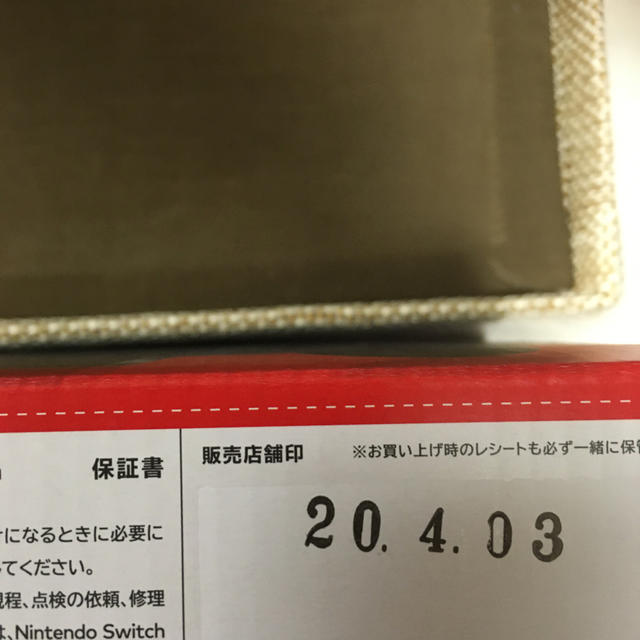 保証書
販売店舗印
※お買い上げ時のレシートも必ず一緒に保管
20.4.03
になるときに必要に
てください。
規程、点検の依頼、修理
は、Nintendo Switch